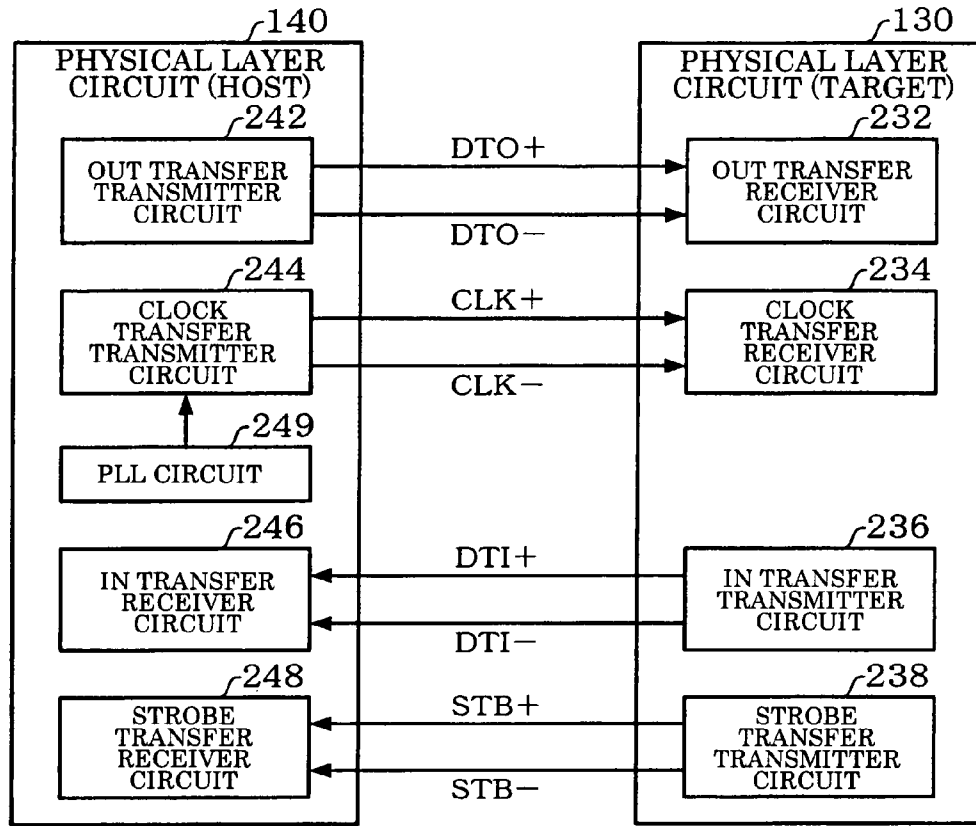 140
PHYSICAL LAYER
CIRCUIT (HOST)
130
PHYSICAL LAYER
CIRCUIT (TARGET)
242
OUT TRANSFER
TRANSMITTER
CIRCUIT
DTO+
DTO−
232
OUT TRANSFER
RECEIVER
CIRCUIT
244
CLOCK
TRANSFER
TRANSMITTER
CIRCUIT
CLK+
CLK−
234
CLOCK
TRANSFER
RECEIVER
CIRCUIT
249
PLL CIRCUIT
246
IN TRANSFER
RECEIVER
CIRCUIT
DTI+
DTI−
236
IN TRANSFER
TRANSMITTER
CIRCUIT
248
STROBE
TRANSFER
RECEIVER
CIRCUIT
STB+
STB−
238
STROBE
TRANSFER
TRANSMITTER
CIRCUIT